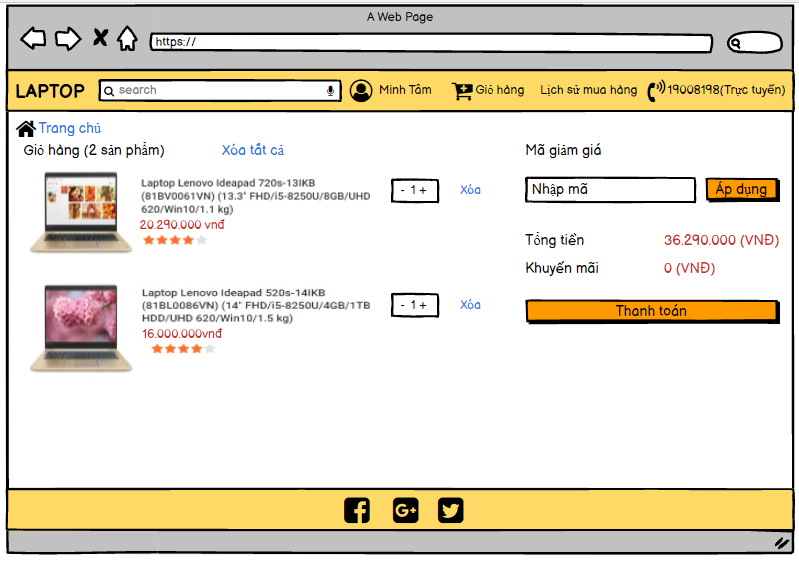 A Web Page
https://
LAPTOP
search
Minh Tâm
Giỏ hàng
Lịch sử mua hàng
19008198(Trực tuyến)
Trang chủ
Giỏ hàng (2 sản phẩm)
Xóa tất cả
Mã giảm giá
Laptop Lenovo Ideapad 720s-13IKB
(81BV0061VN) (13.3" FHD/i5-8250U/8GB/UHD
620/Win10/1.1 kg)
20.290.000 vnđ
- 1 +
Xóa
Nhập mã
Áp dụng
Tổng tiền
36.290.000 (VNĐ)
Khuyến mãi
0 (VNĐ)
Laptop Lenovo Ideapad 520s-14IKB
(81BL0086VN) (14" FHD/i5-8250U/4GB/1TB
HDD/UHD 620/Win10/1.5 kg)
16.000.000vnđ
- 1 +
Xóa
Thanh toán